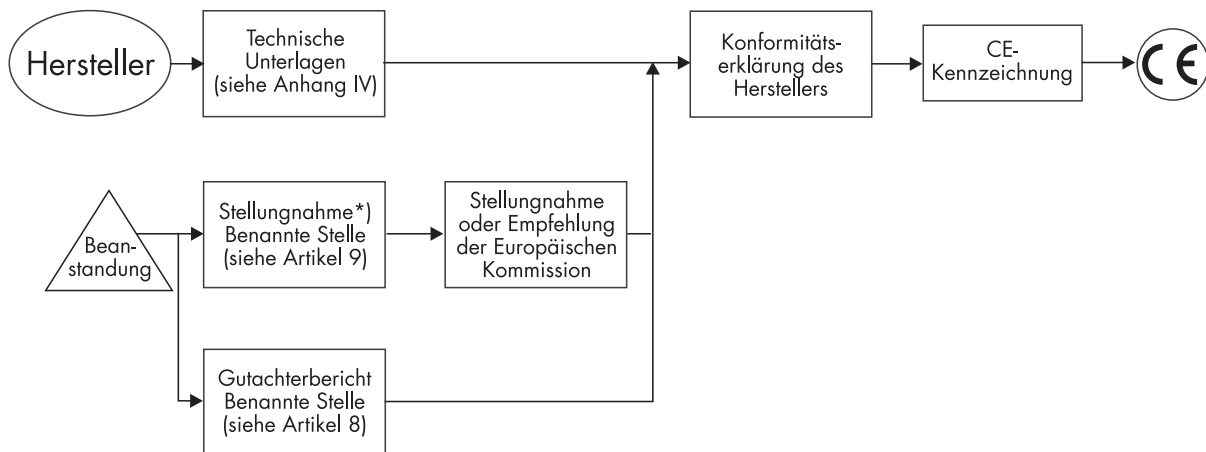 Hersteller
Technische
Unterlagen
(siehe Anhang IV)
Konformitäts-
erklärung des
Herstellers
CE-
Kennzeichnung
CE
Bean-
standung
Stellungnahme*)
Benannte Stelle
(siehe Artikel 9)
Stellungnahme
oder Empfehlung
der Europäischen
Kommission
Gutachterbericht
Benannte Stelle
(siehe Artikel 8)